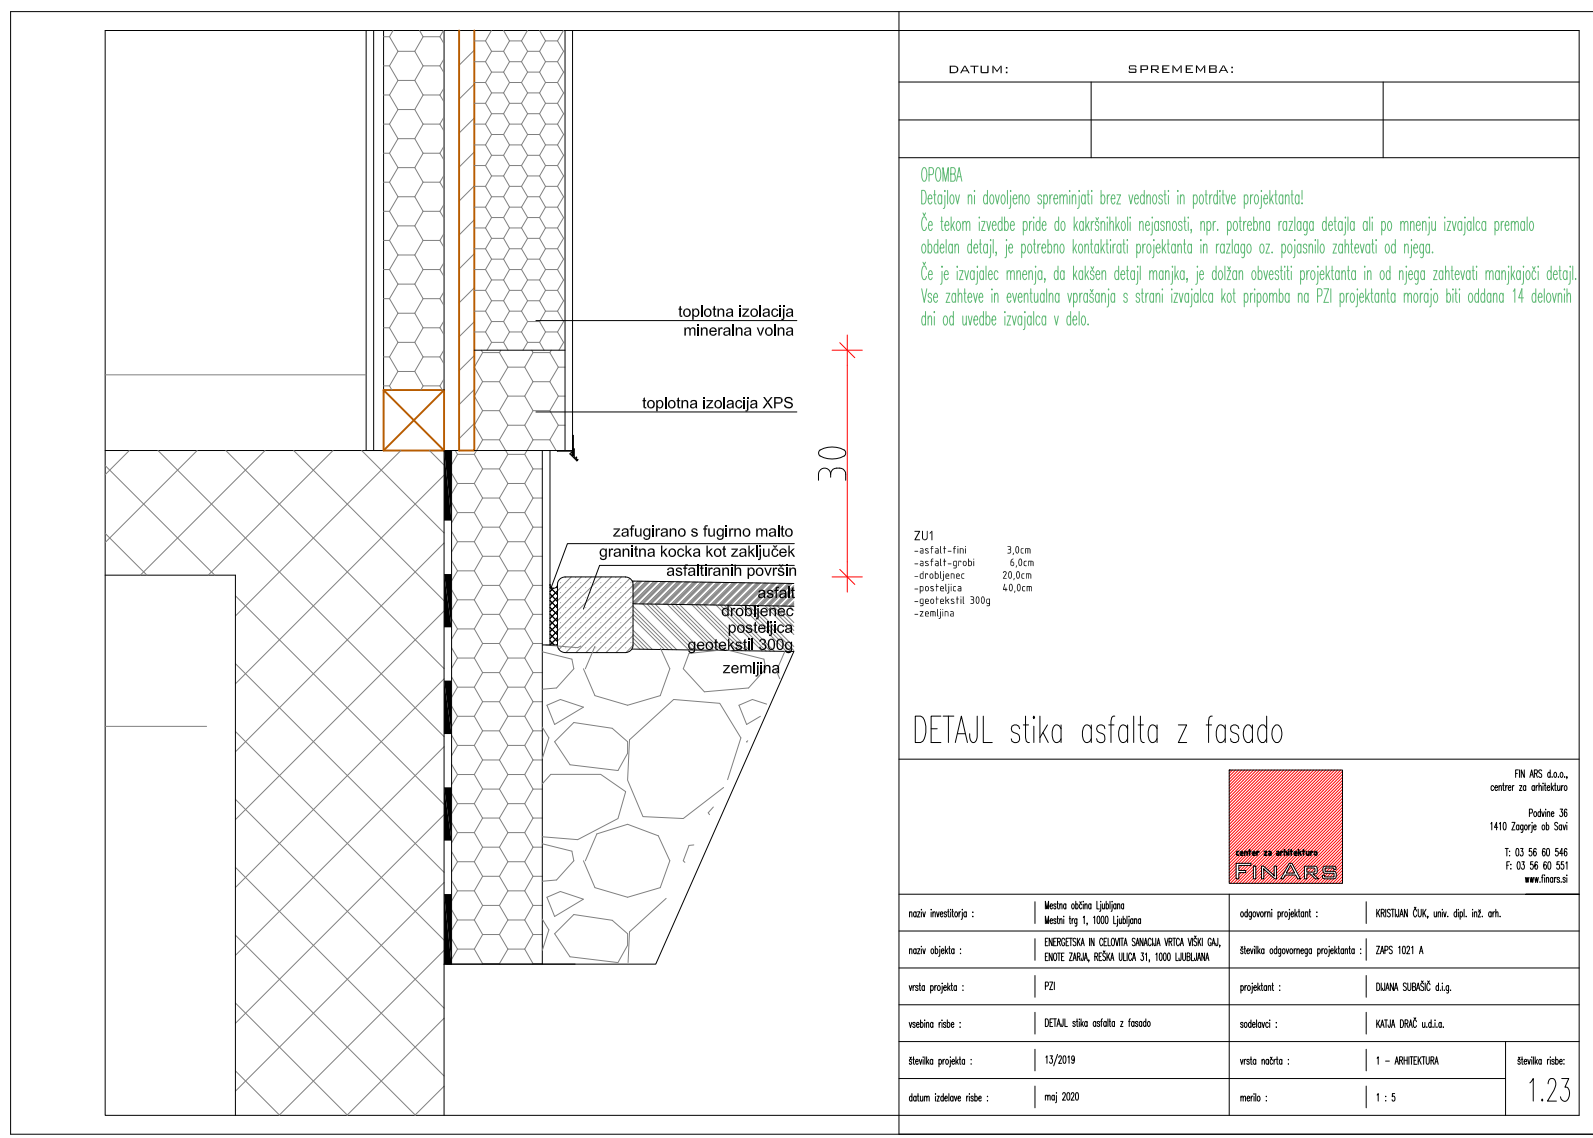 DATUM: SPREMEMBA:
OPOMBA
Detajlov ni dovoljeno spreminjati brez vednosti in potrditve projektanta!
Če tekom izvedbe pride do kakršnihkoli nejasnosti, npr. potrebna razlaga detajla ali po mnenju izvajalca premalo
obdelan detajl, je potrebno kontaktirati projektanta in razlago oz. pojasnilo zahtevati od njega.
Če je izvajalec mnenja, da kakšen detajl manjka, je dolžan obvestiti projektanta in od njega zahtevati manjkajoči detajl.
Vse zahteve in eventualna vprašanja s strani izvajalca kot pripomba na PZI projektanta morajo biti oddana 14 delovnih
dni od uvedbe izvajalca v delo.
toplotna izolacija
mineralna volna
toplotna izolacija XPS
30
zafugirano s fugirno malto
granitna kocka kot zaključek
asfaltiranih površin
asfalt
drobljenec
posteljica
geotekstil 300g
zemljina
ZU1
-asfalt-fini 3,0cm
-asfalt-grobi 6,0cm
-drobljenec 20,0cm
-posteljica 40,0cm
-geotekstil 300g
-zemljina
DETAJL stika asfalta z fasado
center za arhitekturo
FINARS
FIN ARS d.o.o.,
centrer za arhitekturo
Podvine 36
1410 Zagorje ob Savi
T: 03 56 60 546
F: 03 56 60 551
www.finars.si
naziv investitorja : Mestna občina Ljubljana
Mestni trg 1, 1000 Ljubljana
odgovorni projektant : KRISTIJAN ČUK, univ. dipl. inž. arh.
naziv objekta : ENERGETSKA IN CELOVITA SANACIJA VRTCA VIŠKI GAJ,
ENOTE ZARJA, REŠKA ULICA 31, 1000 LJUBLJANA
številka odgovornega projektanta : ZAPS 1021 A
vrsta projekta : PZI
projektant : DIJANA SUBAŠIČ d.i.g.
vsebina risbe : DETAJL stika asfalta z fasado
sodelavci : KATJA DRAČ u.d.i.a.
številka projekta : 13/2019
vrsta načrta : 1 - ARHITEKTURA
številka risbe:
1.23
datum izdelave risbe : maj 2020
merilo : 1 : 5